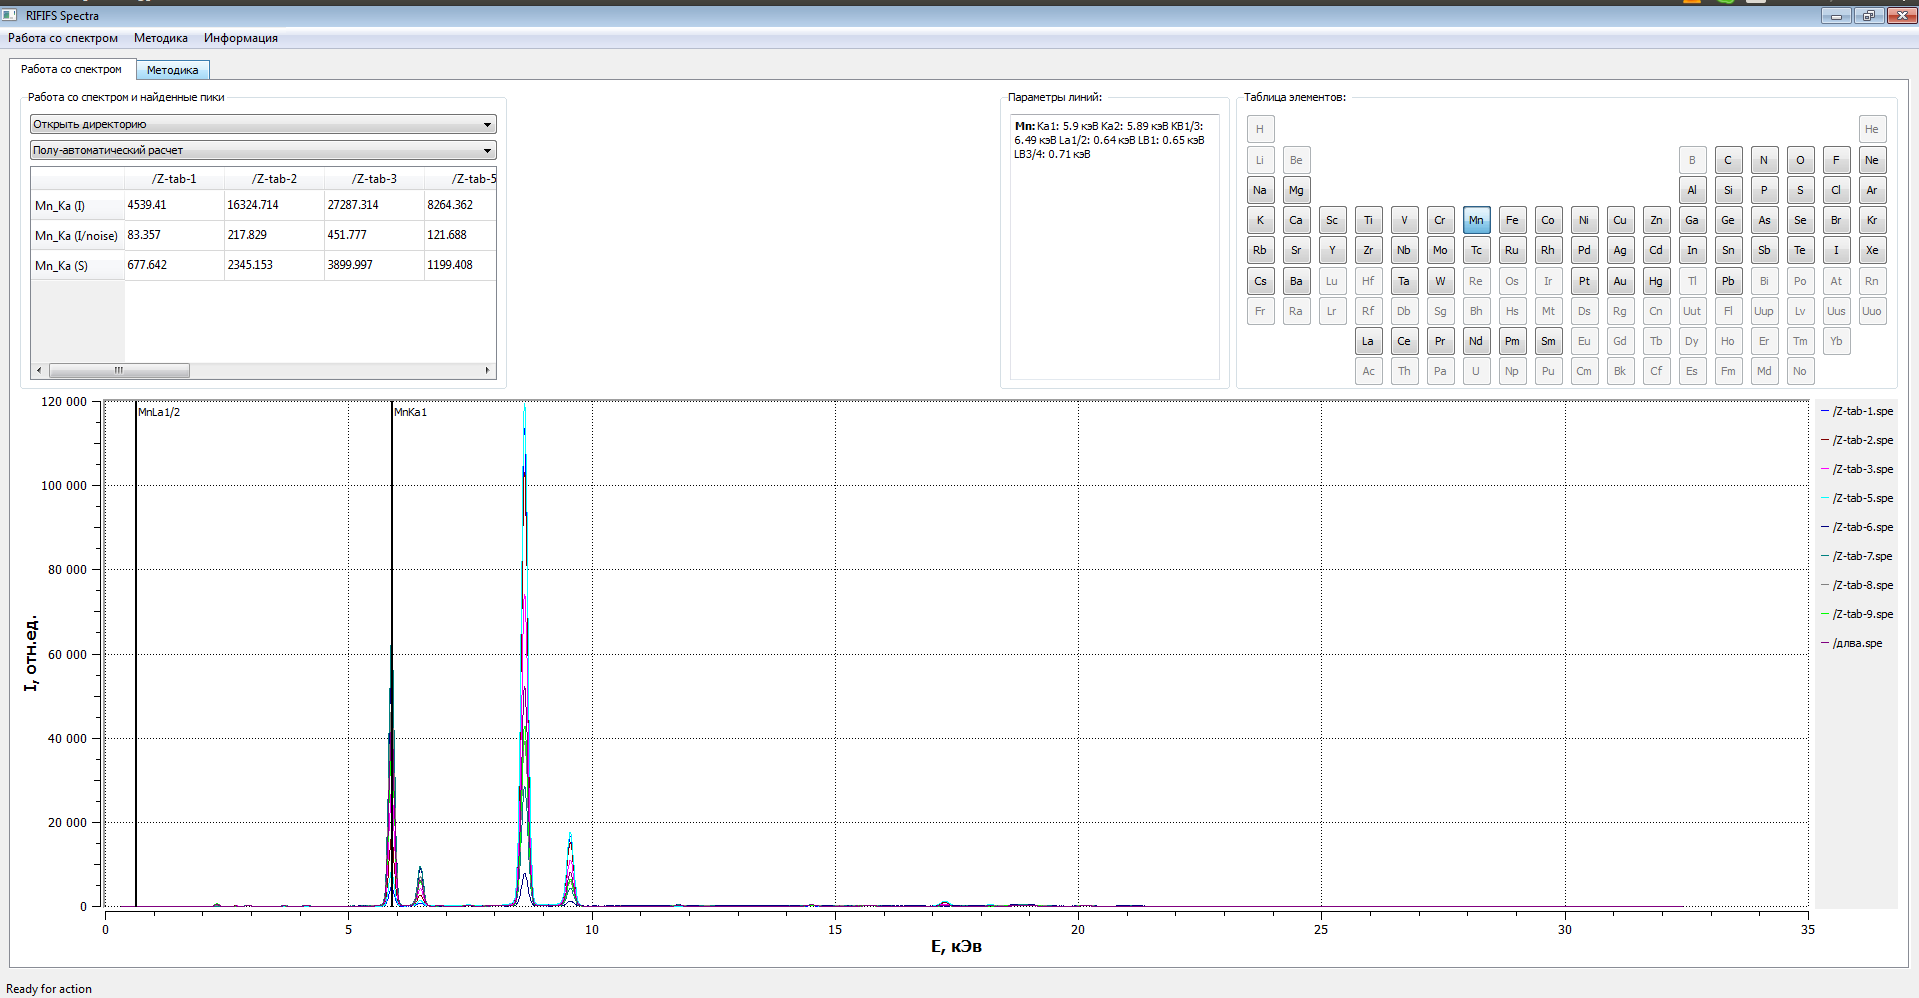 RIFIFS Spectra
Работа со спектром Методика Информация
Работа со спектром Методика
Работа со спектром и найденные пики
Открыть директорию
Полу-автоматический расчет
/Z-tab-1 /Z-tab-2 /Z-tab-3 /Z-tab-5
Mn_Ka (I) 4539.41 16324.714 27287.314 8264.362
Mn_Ka (I/noise) 83.357 217.829 451.777 121.688
Mn_Ka (S) 677.642 2345.153 3899.997 1199.408
Параметры линий:
Mn: Ka1: 5.9 кэВ Ka2: 5.89 кэВ KB1/3:
6.49 кэВ La1/2: 0.64 кэВ LB1: 0.65 кэВ
LB3/4: 0.71 кэВ
Таблица элементов:
H He
Li Be B C N O F Ne
Na Mg Al Si P S Cl Ar
K Ca Sc Ti V Cr Mn Fe Co Ni Cu Zn Ga Ge As Se Br Kr
Rb Sr Y Zr Nb Mo Tc Ru Rh Pd Ag Cd In Sn Sb Te I Xe
Cs Ba Lu Hf Ta W Re Os Ir Pt Au Hg Tl Pb Bi Po At Rn
Fr Ra Lr Rf Db Sg Bh Hs Mt Ds Rg Cn Uut Fl Uup Lv Uus Uuo
La Ce Pr Nd Pm Sm Eu Gd Tb Dy Ho Er Tm Yb
Ac Th Pa U Np Pu Cm Bk Cf Es Fm Md No
120 000
100 000
80 000
60 000
40 000
20 000
0
I, отн.ед.
MnLa1/2
MnKa1
0 5 10 15 20 25 30 35
E, кЭв
/Z-tab-1.spe
/Z-tab-2.spe
/Z-tab-3.spe
/Z-tab-5.spe
/Z-tab-6.spe
/Z-tab-7.spe
/Z-tab-8.spe
/Z-tab-9.spe
/длва.spe
Ready for action